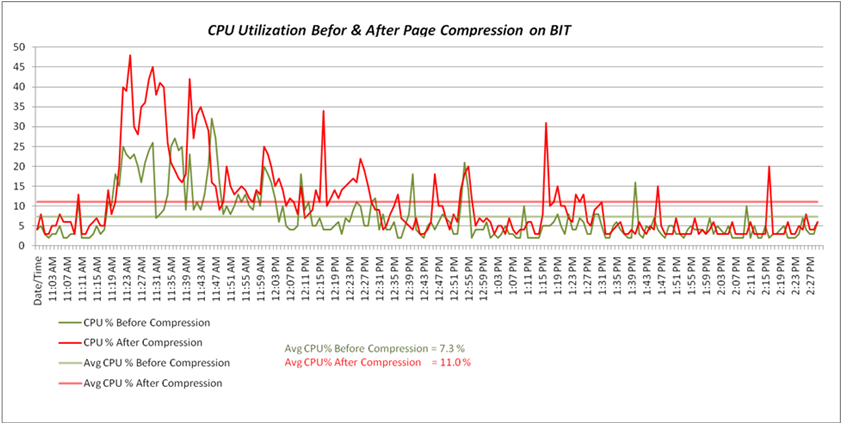 CPU Utilization Befor & After Page Compression on BIT
50
45
40
35
30
25
20
15
10
5
0
Date/Time
11:03 AM
11:07 AM
11:11 AM
11:15 AM
11:19 AM
11:23 AM
11:27 AM
11:31 AM
11:35 AM
11:39 AM
11:43 AM
11:47 AM
11:51 AM
11:55 AM
11:59 AM
12:03 PM
12:07 PM
12:11 PM
12:15 PM
12:19 PM
12:23 PM
12:27 PM
12:31 PM
12:35 PM
12:39 PM
12:43 PM
12:47 PM
12:51 PM
12:55 PM
12:59 PM
1:03 PM
1:07 PM
1:11 PM
1:15 PM
1:19 PM
1:23 PM
1:27 PM
1:31 PM
1:35 PM
1:39 PM
1:43 PM
1:47 PM
1:51 PM
1:55 PM
1:59 PM
2:03 PM
2:07 PM
2:11 PM
2:15 PM
2:19 PM
2:23 PM
2:27 PM
CPU % Before Compression
CPU % After Compression
Avg CPU % Before Compression
Avg CPU % After Compression
Avg CPU% Before Compression = 7.3 %
Avg CPU% After Compression = 11.0 %